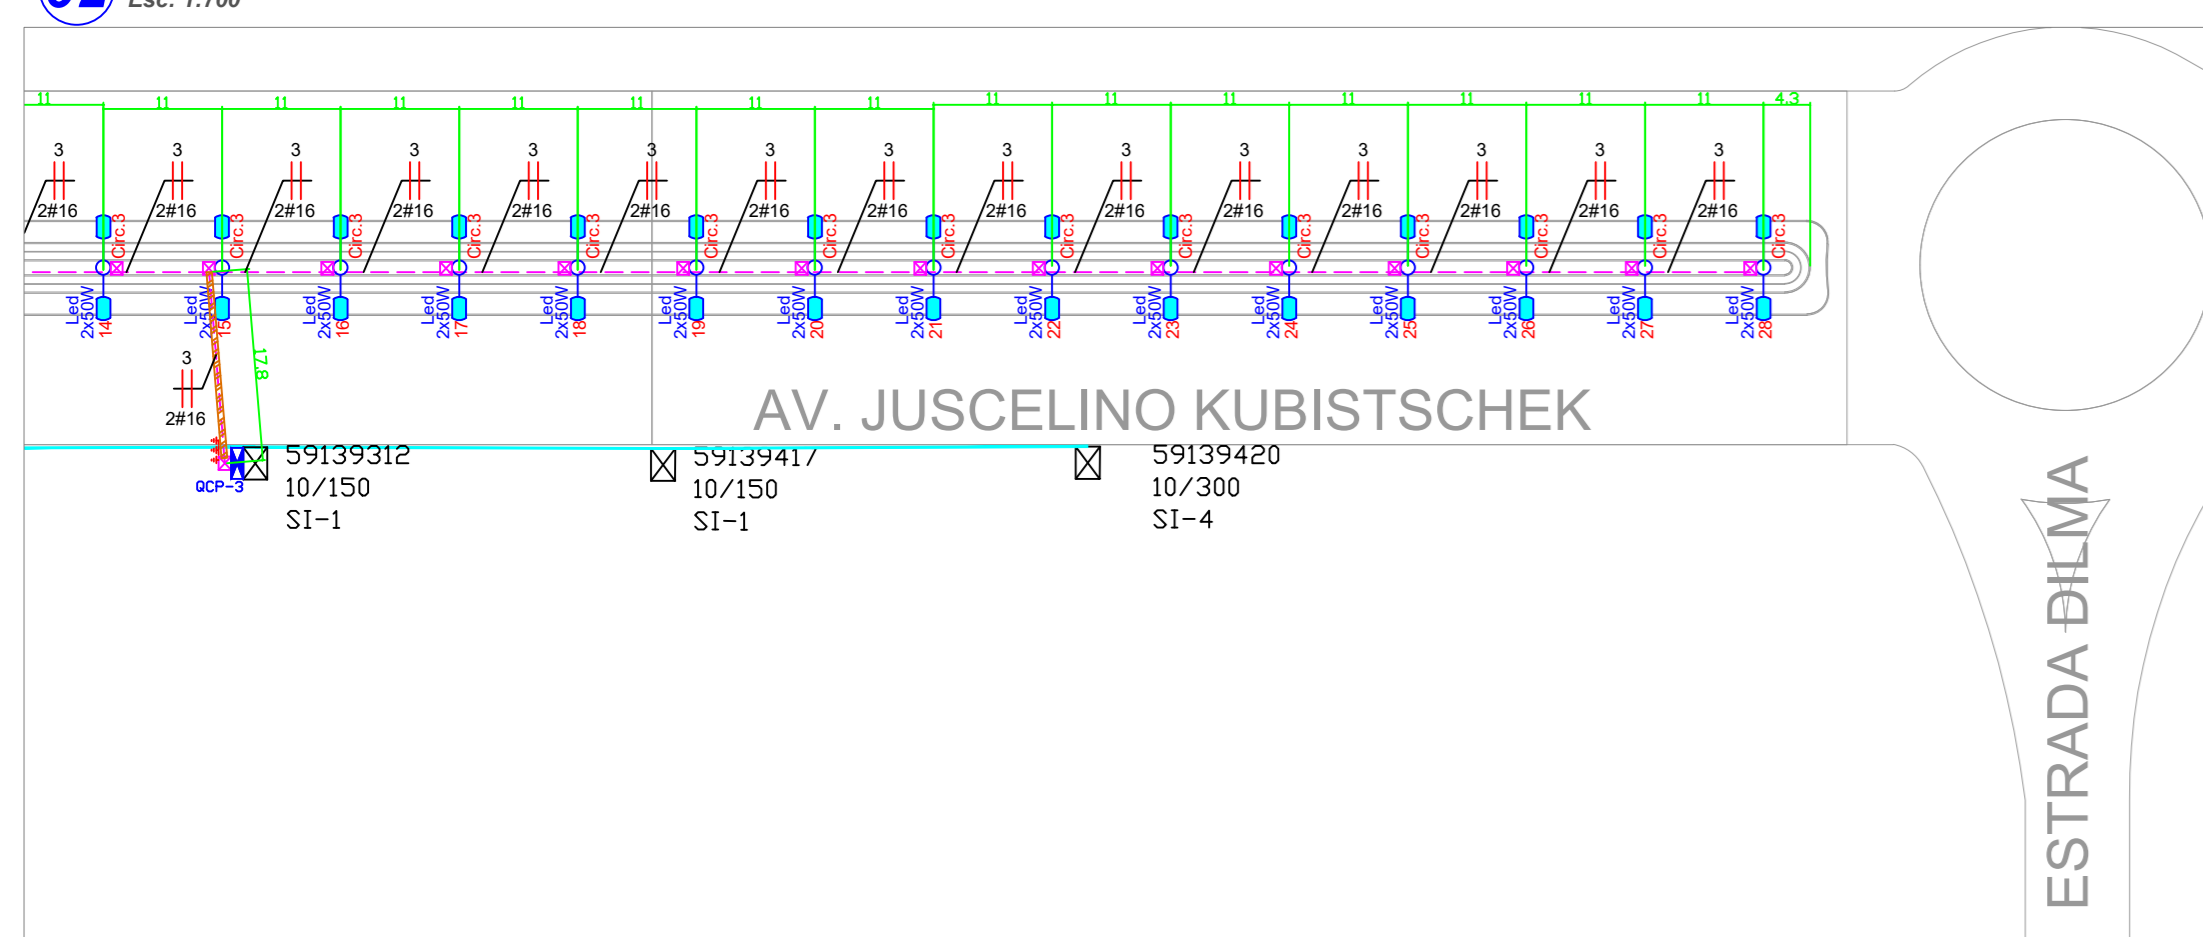 Esc. 1:700
11 11 11 11 11 11 11 11 11 11 11 11 11 11 11 4.3
3 3 3 3 3 3 3 3 3 3 3 3 3 3 3
2#16 2#16 2#16 2#16 2#16 2#16 2#16 2#16 2#16 2#16 2#16 2#16 2#16 2#16 2#16
Circ.3 Circ.3 Circ.3 Circ.3 Circ.3 Circ.3 Circ.3 Circ.3 Circ.3 Circ.3 Circ.3 Circ.3 Circ.3 Circ.3 Circ.3
Led
2x50W
14
Led
2x50W
15
Led
2x50W
16
Led
2x50W
17
Led
2x50W
18
Led
2x50W
19
Led
2x50W
20
Led
2x50W
21
Led
2x50W
22
Led
2x50W
23
Led
2x50W
24
Led
2x50W
25
Led
2x50W
26
Led
2x50W
27
Led
2x50W
28
3
2#16
17.8
AV. JUSCELINO KUBISTSCHEK
QCP-3
59139312
10/150
SI-1
59139417
10/150
SI-1
59139420
10/300
SI-4
ESTRADA DILMA